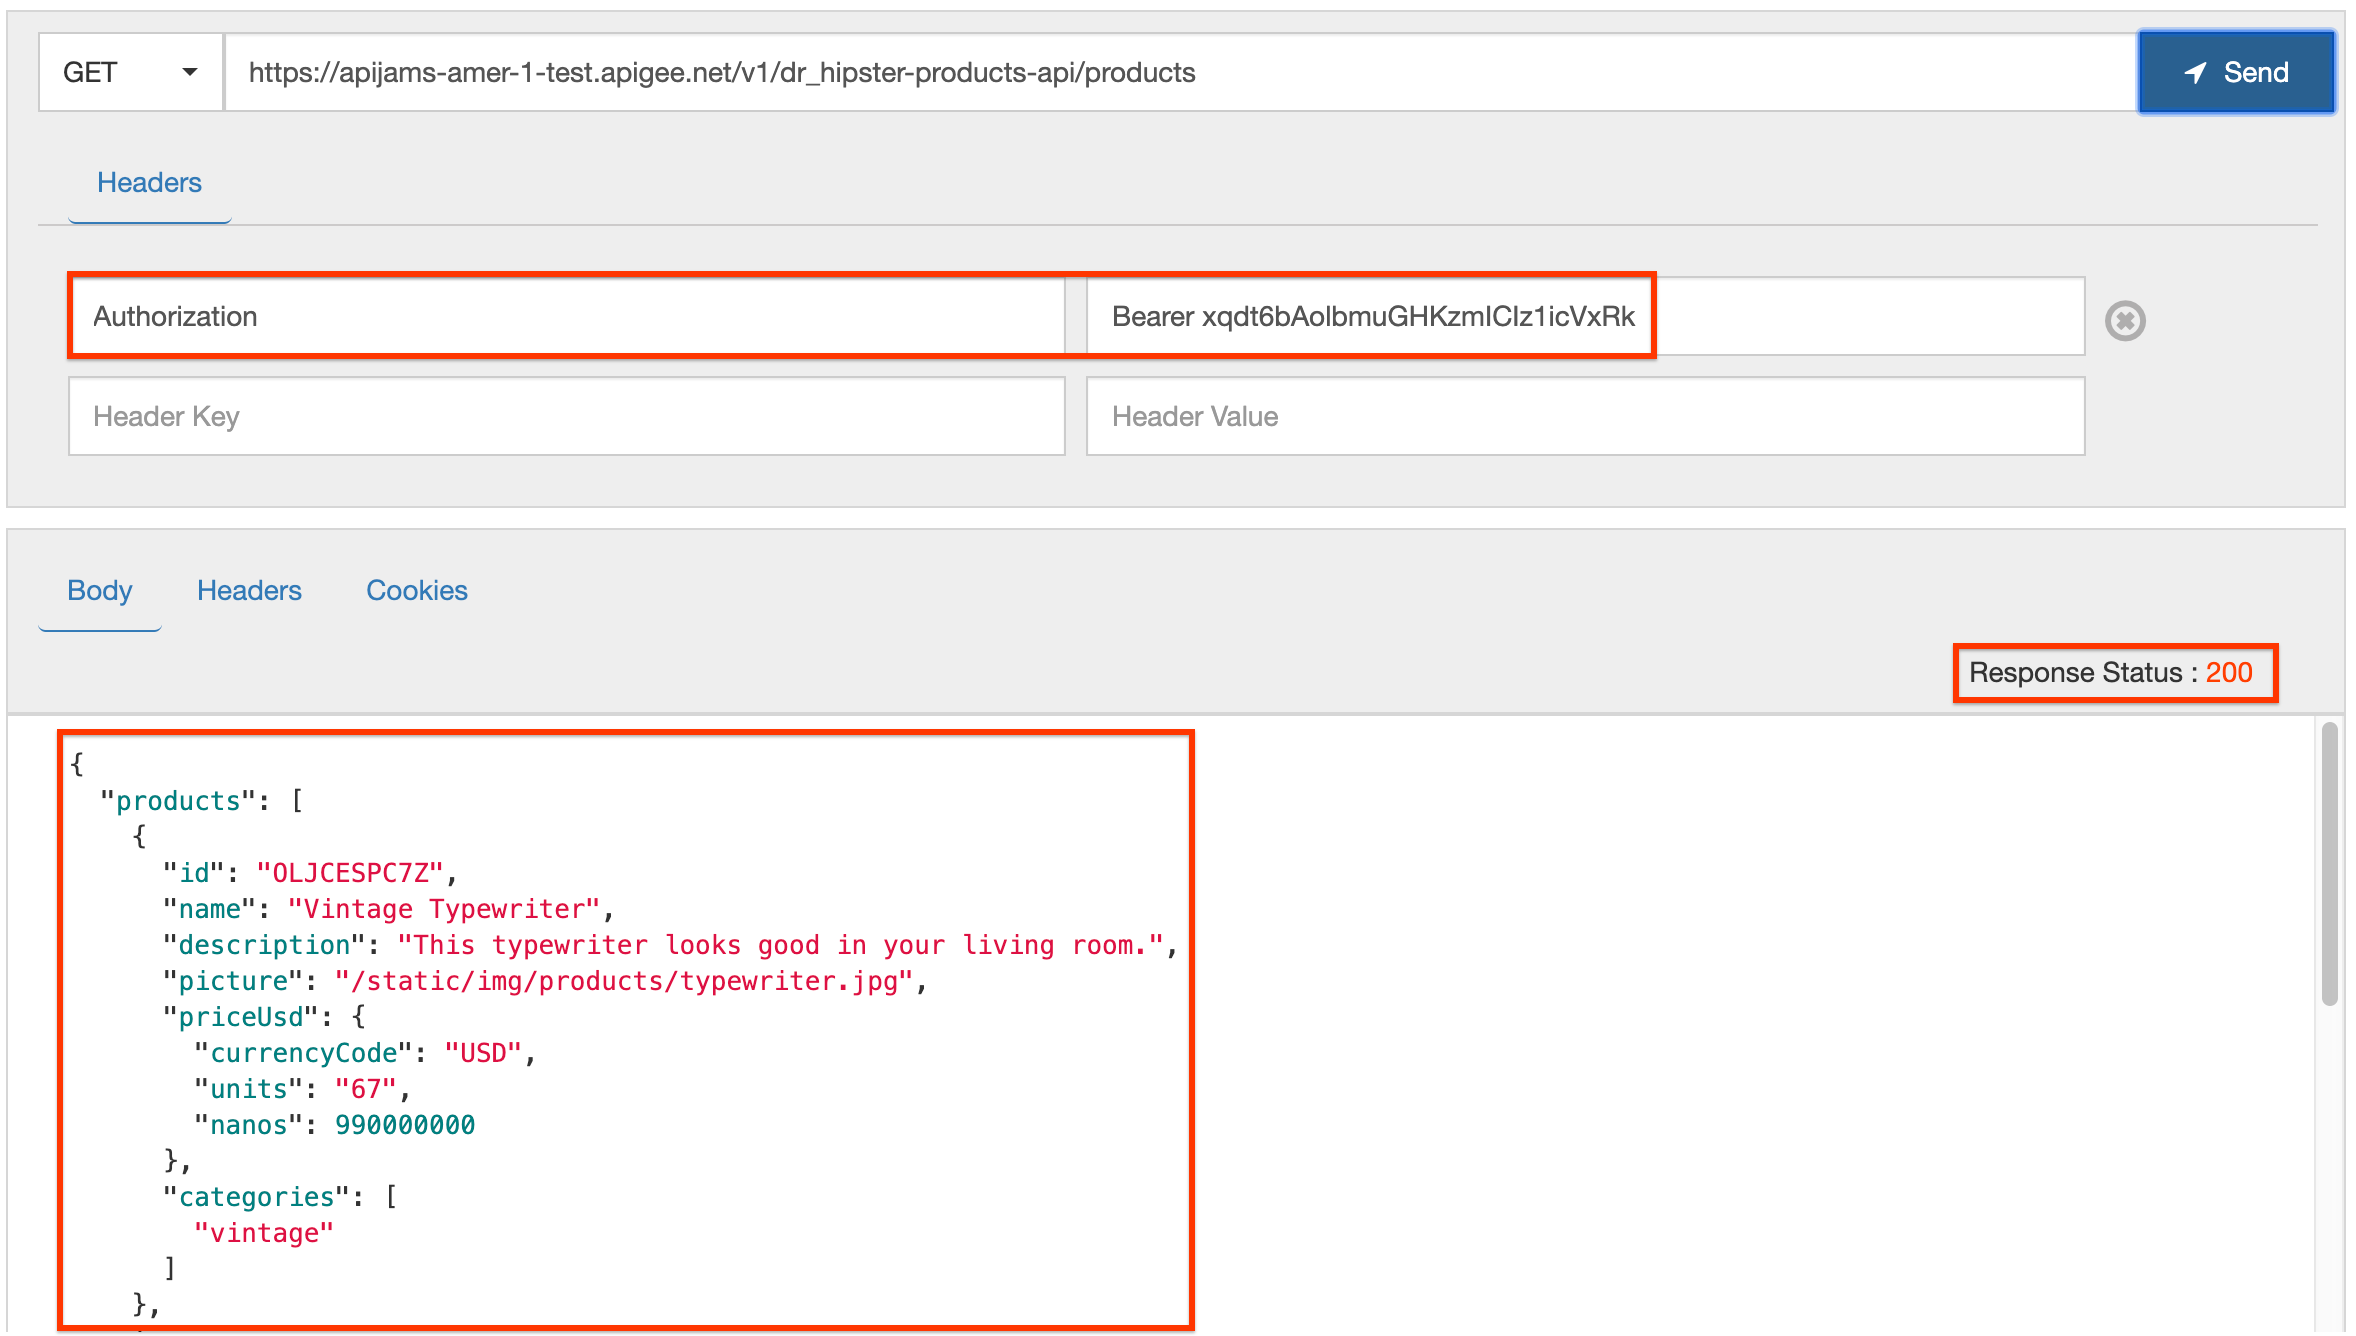 GET https://apijams-amer-1-test.apigee.net/v1/dr_hipster-products-api/products Send
Headers
Authorization Bearer xqdt6bAolbmuGHKzmICIz1icVxRk
Header Key Header Value
Body Headers Cookies
Response Status : 200
{
"products": [
{
"id": "OLJCESPC7Z",
"name": "Vintage Typewriter",
"description": "This typewriter looks good in your living room.",
"picture": "/static/img/products/typewriter.jpg",
"priceUsd": {
"currencyCode": "USD",
"units": "67",
"nanos": 990000000
},
"categories": [
"vintage"
]
},